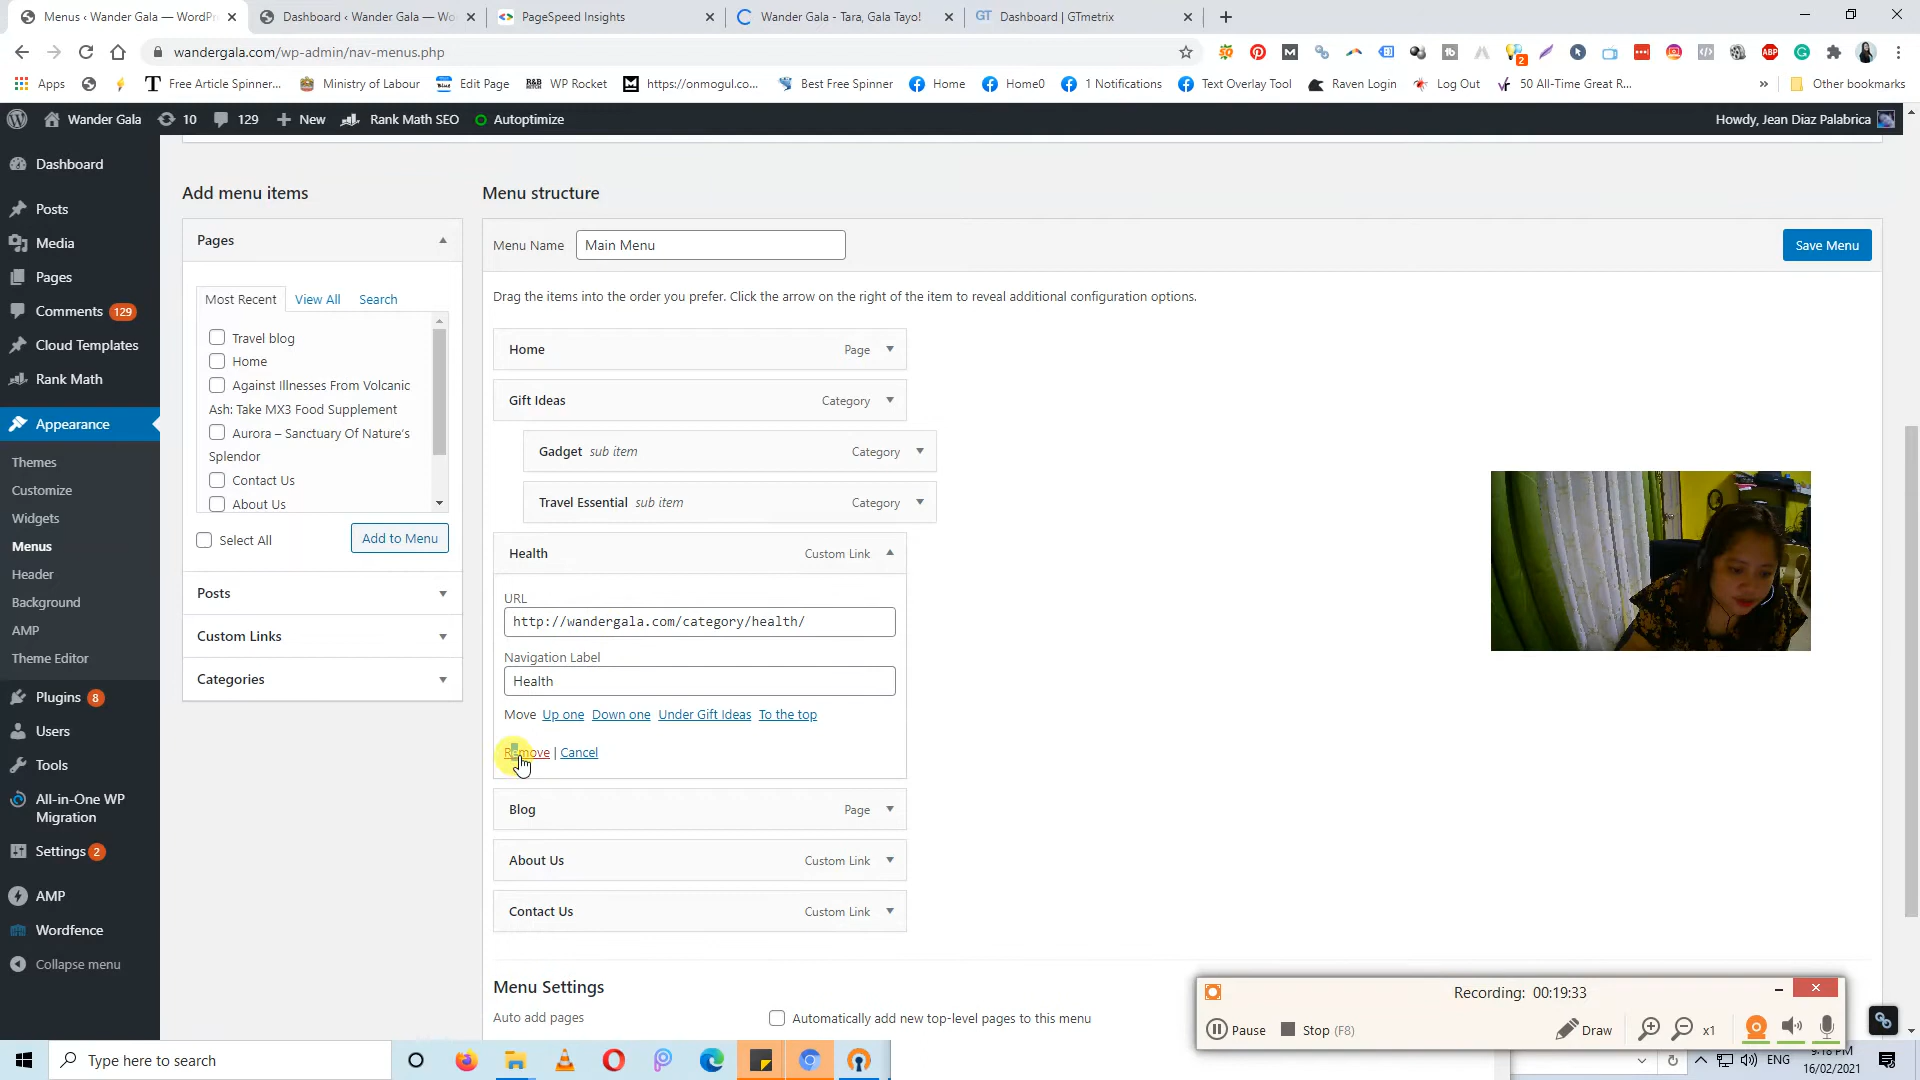 Menus ‹ Wander Gala — WordPr
Dashboard ‹ Wander Gala — Wo
PageSpeed Insights
Wander Gala - Tara, Gala Tayo!
GT Dashboard | GTmetrix
wandergala.com/wp-admin/nav-menus.php
Apps
Free Article Spinner...
Ministry of Labour
Edit Page
WP Rocket
https://onmogul.co...
Best Free Spinner
Home
Home0
1 Notifications
Text Overlay Tool
Raven Login
Log Out
50 All-Time Great R...
»
Other bookmarks
Wander Gala
10
129
New
Rank Math SEO
Autoptimize
Howdy, Jean Diaz Palabrica
Dashboard
Posts
Media
Pages
Comments 129
Cloud Templates
Rank Math
Appearance
Themes
Customize
Widgets
Menus
Header
Background
AMP
Theme Editor
Plugins 8
Users
Tools
All-in-One WP
Migration
Settings 2
AMP
Wordfence
Collapse menu
Add menu items
Pages
Most Recent
View All
Search
Travel blog
Home
Against Illnesses From Volcanic
Ash: Take MX3 Food Supplement
Aurora – Sanctuary Of Nature's
Splendor
Contact Us
About Us
Select All
Add to Menu
Posts
Custom Links
Categories
Menu structure
Menu Name
Main Menu
Save Menu
Drag the items into the order you prefer. Click the arrow on the right of the item to reveal additional configuration options.
Home
Page
Gift Ideas
Category
Gadget sub item
Category
Travel Essential sub item
Category
Health
Custom Link
URL
http://wandergala.com/category/health/
Navigation Label
Health
Move Up one Down one Under Gift Ideas To the top
Remove | Cancel
Blog
Page
About Us
Custom Link
Contact Us
Custom Link
Menu Settings
Auto add pages
Automatically add new top-level pages to this menu
Recording: 00:19:33
Pause
Stop (F8)
Draw
x1
Type here to search
ENG
9:18 PM
16/02/2021